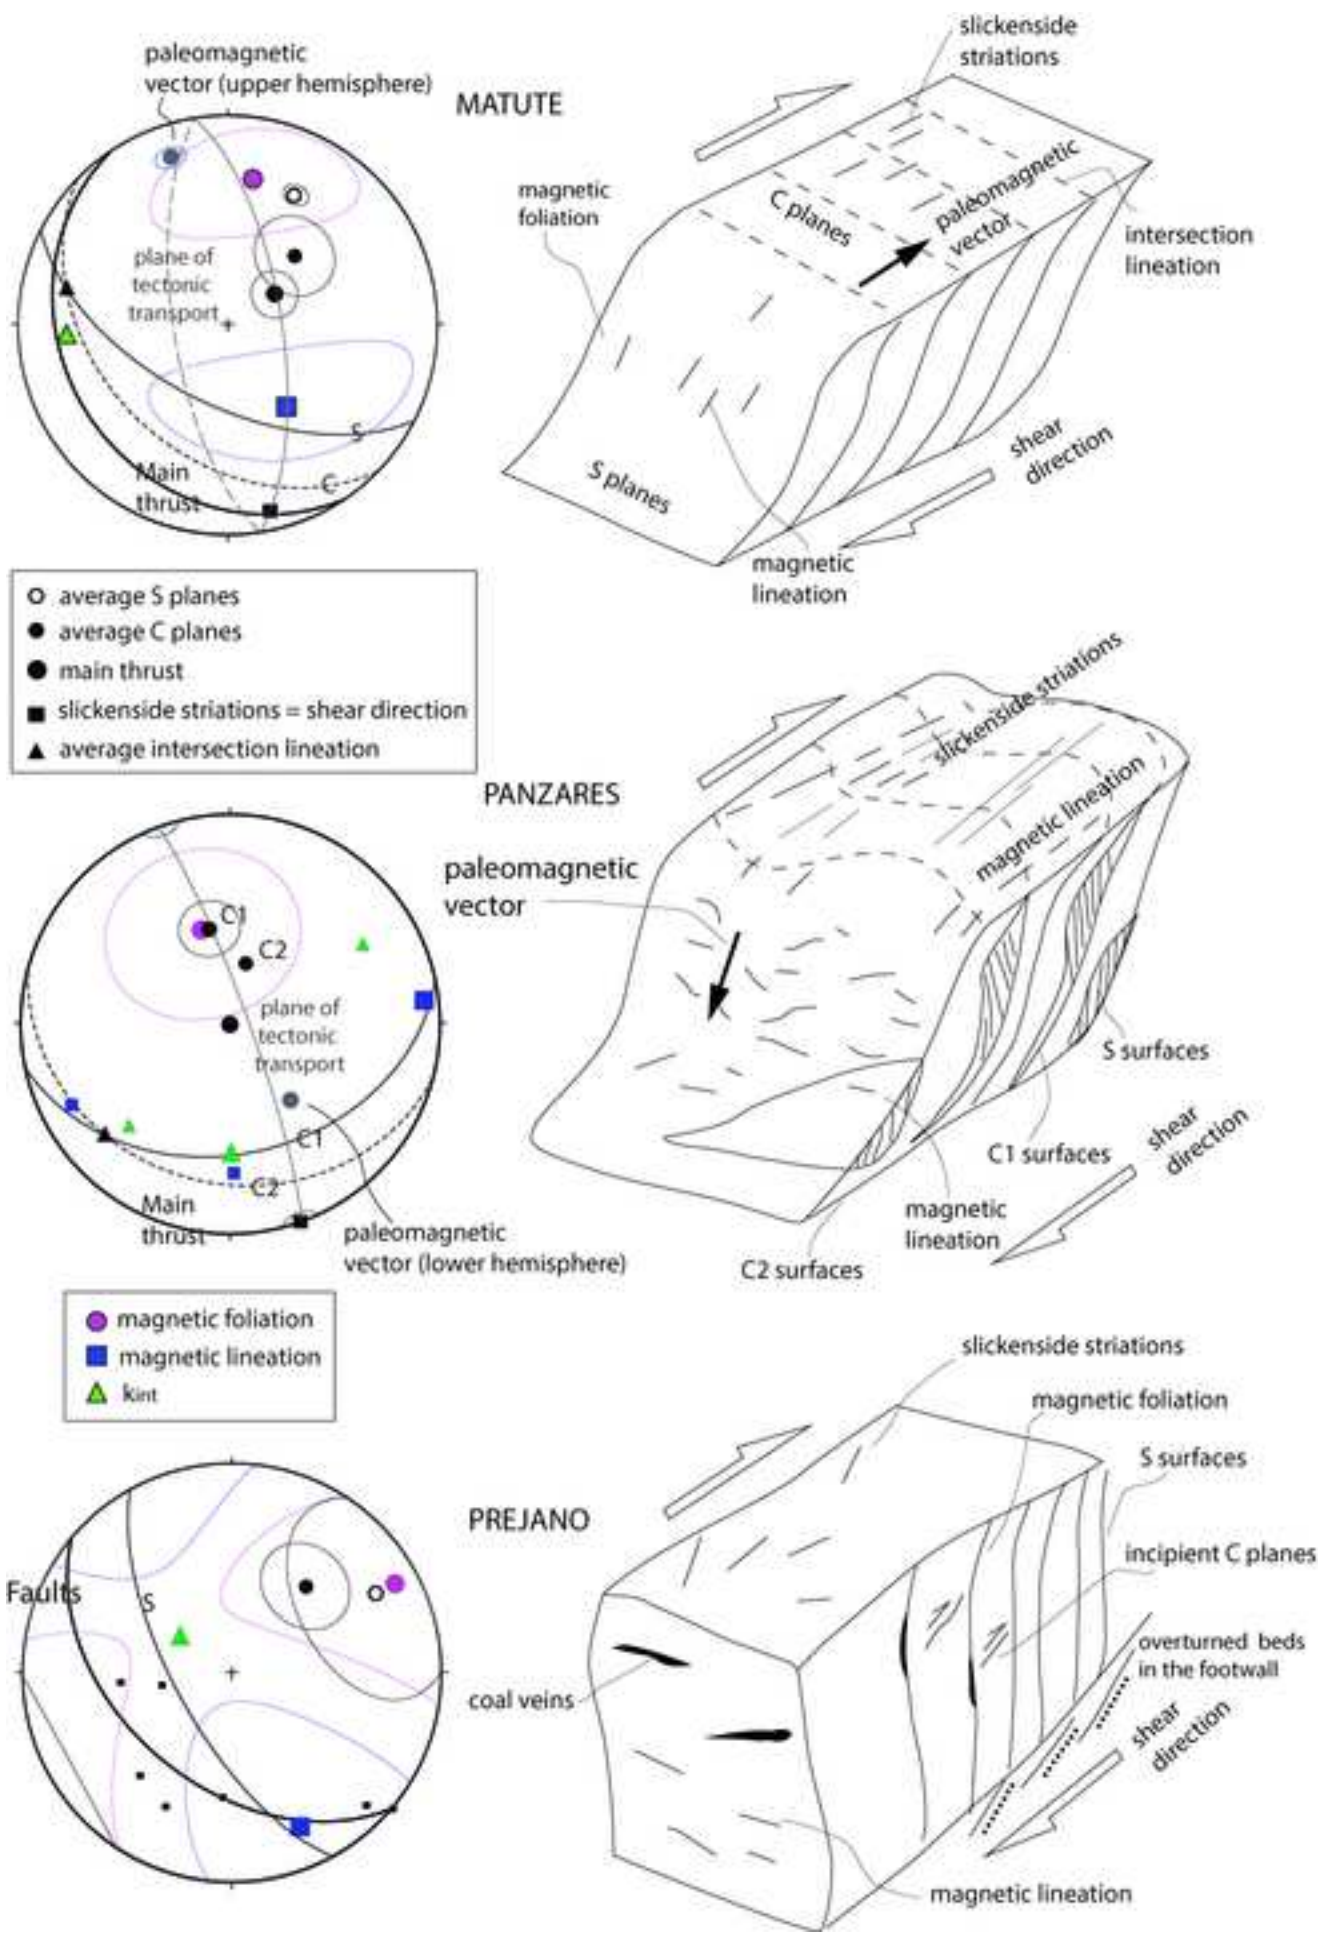 paleomagnetic
vector (upper hemisphere)
MATUTE
slickenside
striations
magnetic
foliation
C planes
paleomagnetic
vector
intersection
lineation
plane of
tectonic
transport
S
C
Main
thrust
S planes
shear
direction
magnetic
lineation
average S planes
average C planes
main thrust
slickenside striations = shear direction
average intersection lineation
PANZARES
slickenside striations
magnetic lineation
paleomagnetic
vector
C1
C2
plane of
tectonic
transport
C1
C2
Main
thrust
paleomagnetic
vector (lower hemisphere)
S surfaces
C1 surfaces
shear
direction
magnetic
lineation
C2 surfaces
magnetic foliation
magnetic lineation
kint
PREJANO
slickenside striations
magnetic foliation
S surfaces
incipient C planes
Faults
S
overturned beds
in the footwall
coal veins
shear
direction
magnetic lineation